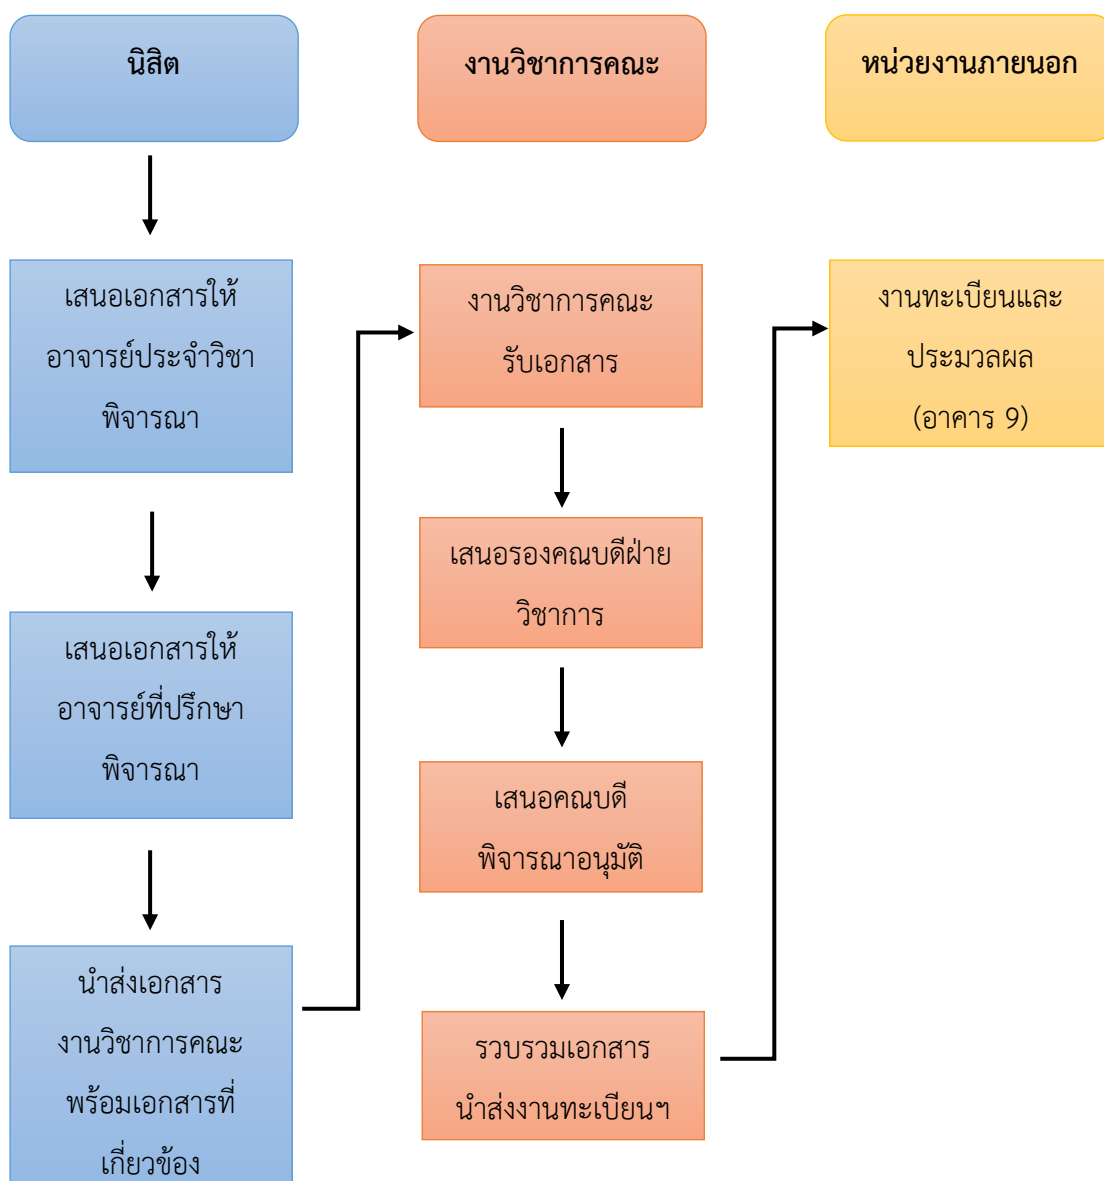 นิสิต
งานวิชาการคณะ
หน่วยงานภายนอก
เสนอเอกสารให้
อาจารย์ประจำวิชา
พิจารณา
เสนอเอกสารให้
อาจารย์ที่ปรึกษา
พิจารณา
นำส่งเอกสาร
งานวิชาการคณะ
พร้อมเอกสารที่
เกี่ยวข้อง
งานวิชาการคณะ
รับเอกสาร
เสนอรองคณบดีฝ่าย
วิชาการ
เสนอคณบดี
พิจารณาอนุมัติ
รวบรวมเอกสาร
นำส่งงานทะเบียนฯ
งานทะเบียนและ
ประมวลผล
(อาคาร 9)